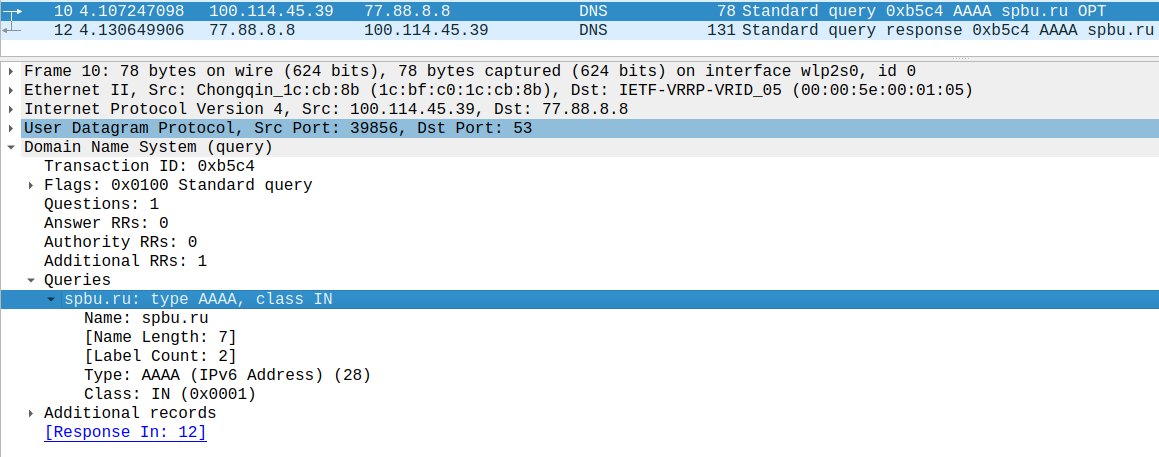 10 4.107247098 100.114.45.39 77.88.8.8 DNS 78 Standard query 0xb5c4 AAAA spbu.ru OPT
12 4.130649906 77.88.8.8 100.114.45.39 DNS 131 Standard query response 0xb5c4 AAAA spbu.ru
Frame 10: 78 bytes on wire (624 bits), 78 bytes captured (624 bits) on interface wlp2s0, id 0
Ethernet II, Src: Chongqin_1c:cb:8b (1c:bf:c0:1c:cb:8b), Dst: IETF-VRRP-VRID_05 (00:00:5e:00:01:05)
Internet Protocol Version 4, Src: 100.114.45.39, Dst: 77.88.8.8
User Datagram Protocol, Src Port: 39856, Dst Port: 53
Domain Name System (query)
Transaction ID: 0xb5c4
Flags: 0x0100 Standard query
Questions: 1
Answer RRs: 0
Authority RRs: 0
Additional RRs: 1
Queries
spbu.ru: type AAAA, class IN
Name: spbu.ru
[Name Length: 7]
[Label Count: 2]
Type: AAAA (IPv6 Address) (28)
Class: IN (0x0001)
Additional records
[Response In: 12]